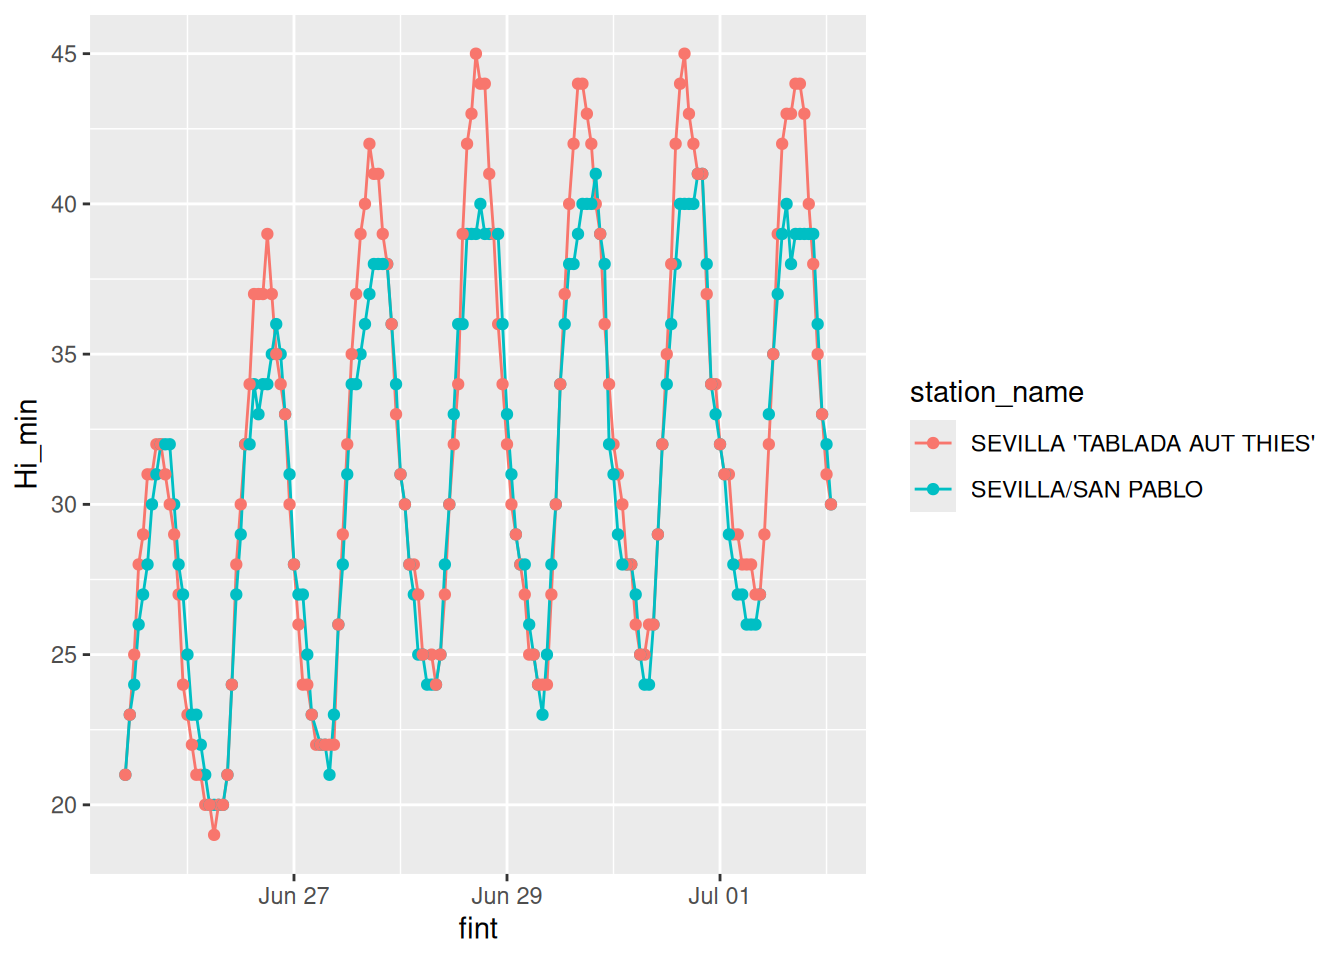 45
40
35
30
25
20
Hi_min
Jun 27
Jun 29
Jul 01
fint
station_name
SEVILLA 'TABLADA AUT THIES'
SEVILLA/SAN PABLO